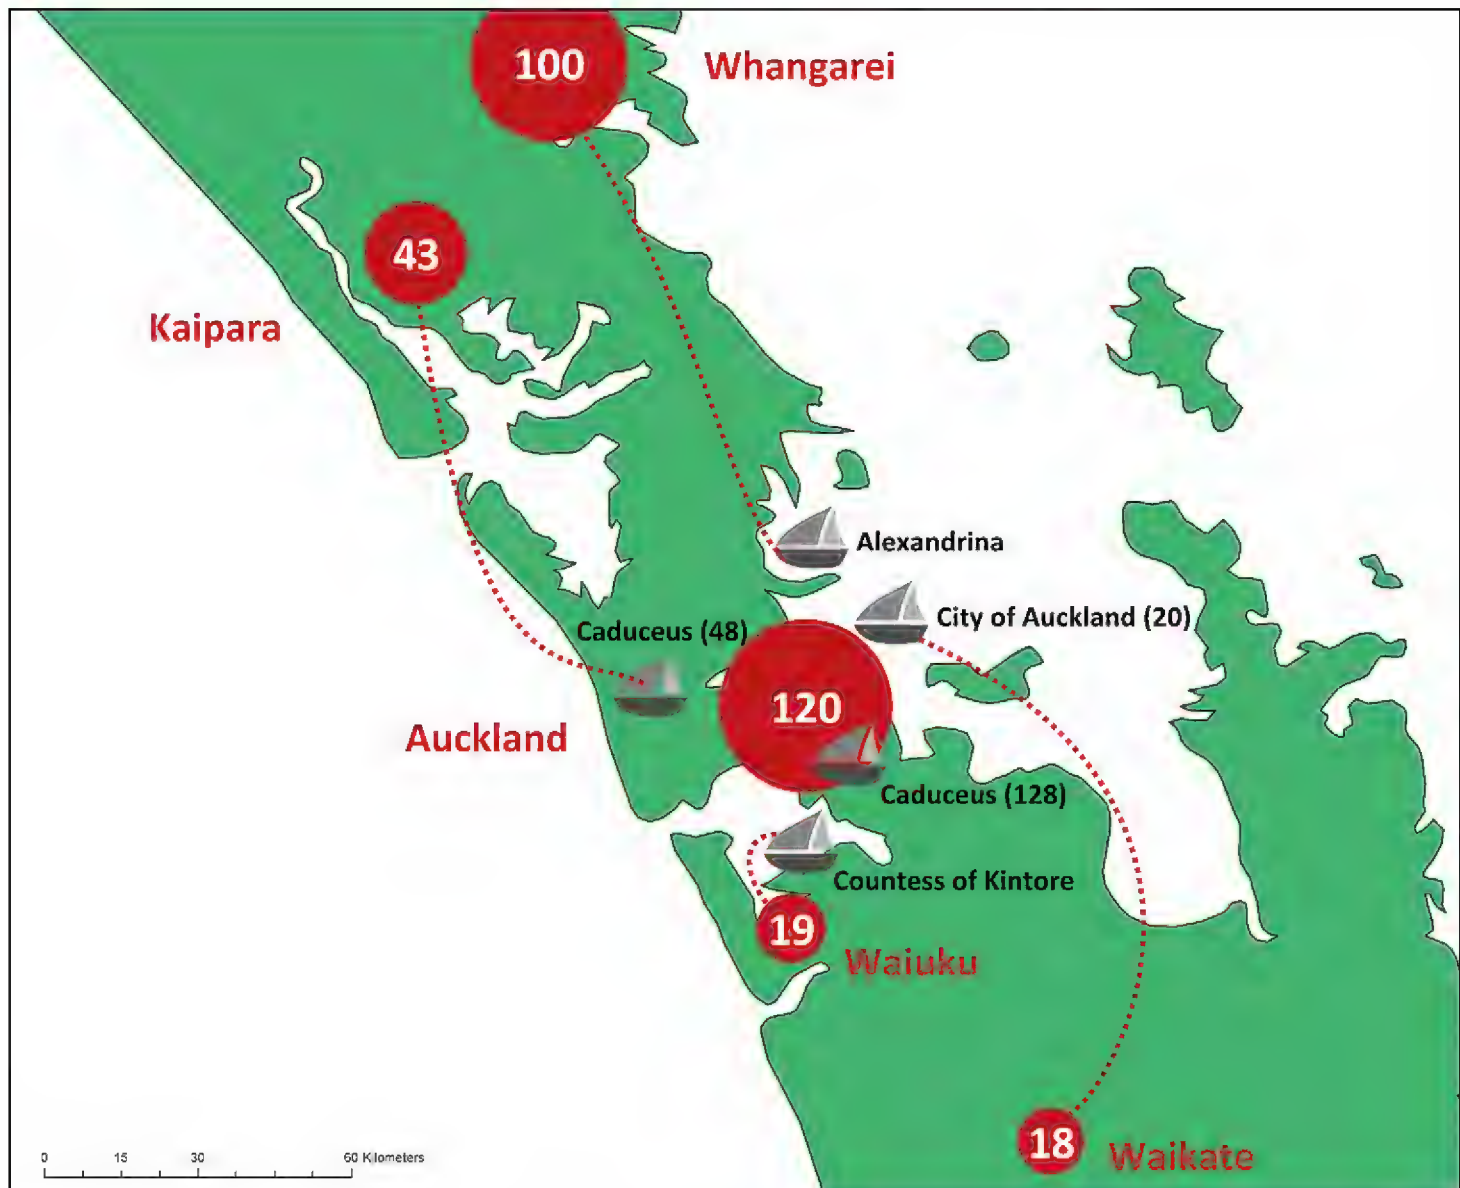 100
Whangarei
43
Kaipara
Alexandrina
City of Auckland (20)
Caduceus (48)
120
Auckland
Caduceus (128)
Countess of Kintore
19
Waiuku
18
Waikate
0 15 30 60 Kilometers